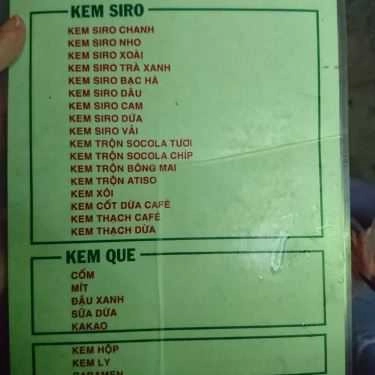 KEM SIRO
KEM SIRO CHANH
KEM SIRO NHO
KEM SIRO XOÀI
KEM SIRO TRÀ XANH
KEM SIRO BẠC HÀ
KEM SIRO DÂU
KEM SIRO CAM
KEM SIRO DỨA
KEM SIRO VẢI
KEM TRỘN SOCOLA TƯƠI
KEM TRỘN SOCOLA CHÍP
KEM TRỘN BÔNG MAI
KEM TRỘN ATISO
KEM XÔI
KEM CỐT DỪA CAFÉ
KEM THẠCH CAFÉ
KEM THẠCH DỪA
KEM QUE
CỐM
MÍT
ĐẬU XANH
SỮA DỪA
KAKAO
KEM HỘP
KEM LY